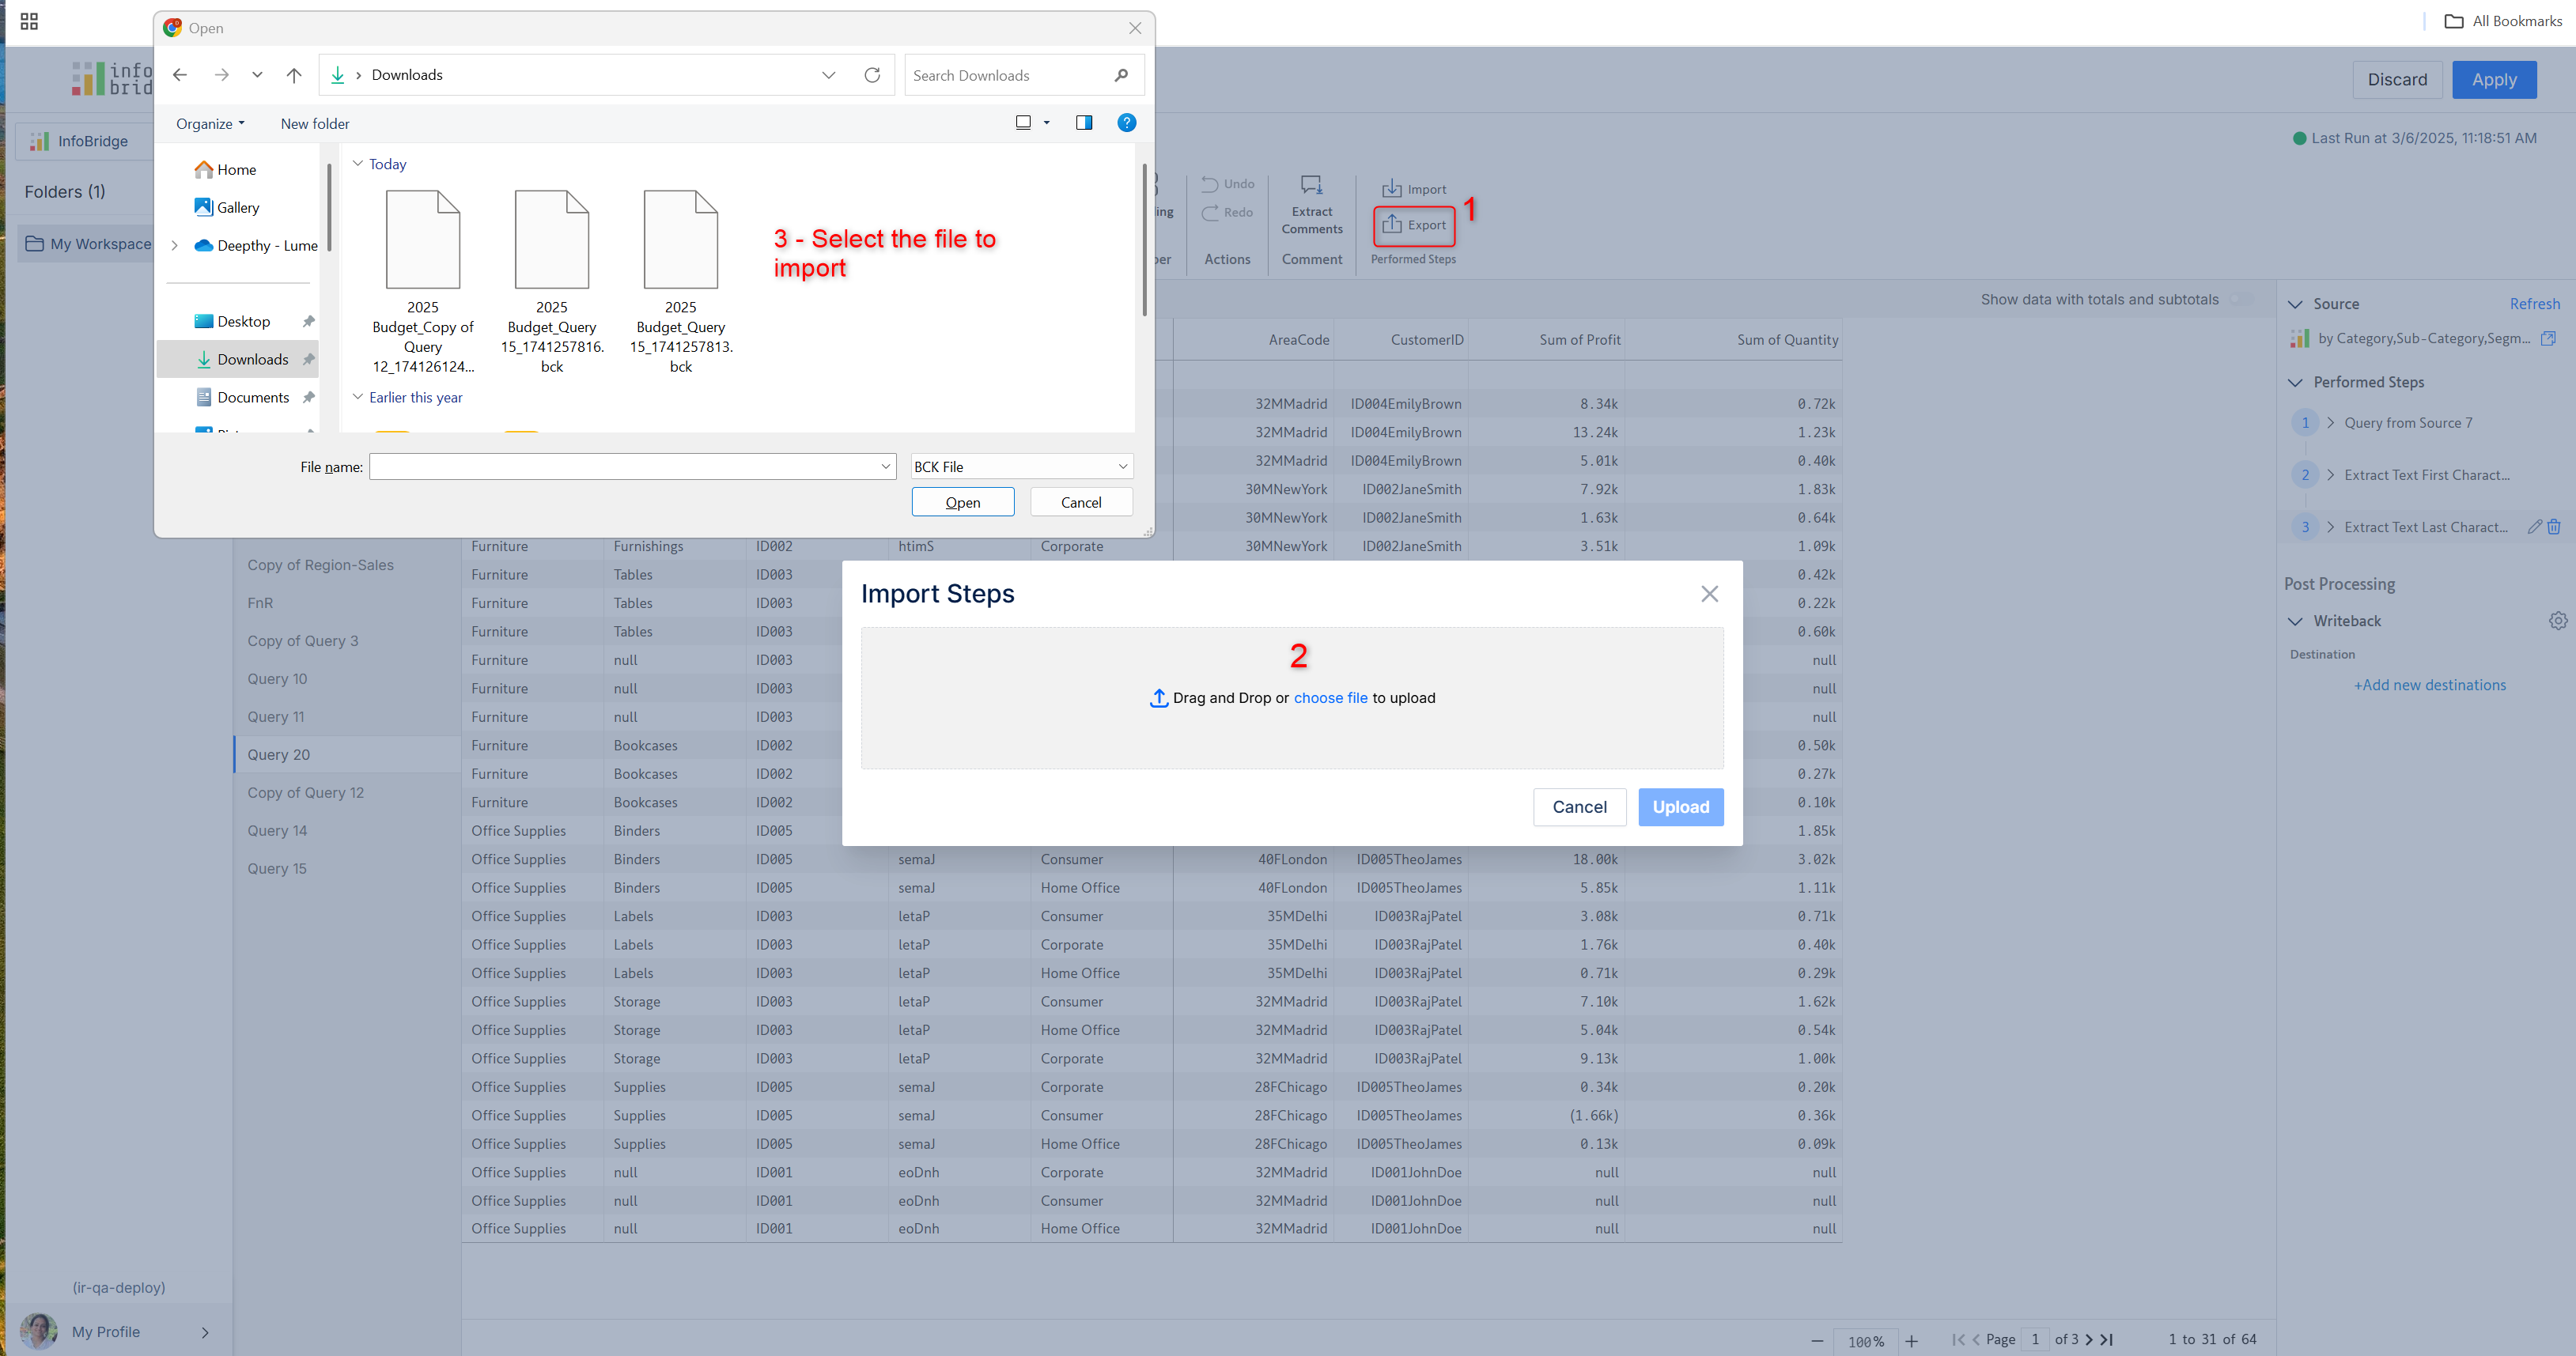 All Bookmarks
Open
Downloads
Search Downloads
Organize
New folder
Home
Gallery
Deepthy - Lume
Desktop
Downloads
Documents
Today
2025
Budget_Copy of
Query
12_174126124...
2025
Budget_Query
15_1741257816.
bck
2025
Budget_Query
15_1741257813.
bck
3 - Select the file to
import
Earlier this year
File name:
BCK File
Open
Cancel
info
brid
Discard
Apply
InfoBridge
Last Run at 3/6/2025, 11:18:51 AM
Folders (1)
My Workspace
ing
per
Undo
Redo
Actions
Extract
Comments
Comment
Import
Export
1
Performed Steps
Show data with totals and subtotals
AreaCode CustomerID Sum of Profit Sum of Quantity
32MMadrid ID004EmilyBrown 8.34k 0.72k
32MMadrid ID004EmilyBrown 13.24k 1.23k
32MMadrid ID004EmilyBrown 5.01k 0.40k
30MNewYork ID002JaneSmith 7.92k 1.83k
30MNewYork ID002JaneSmith 1.63k 0.64k
Furniture Furnishings ID002 htimS Corporate 30MNewYork ID002JaneSmith 3.51k 1.09k
Furniture Tables ID003 0.42k
Furniture Tables ID003 0.22k
Furniture Tables ID003 0.60k
Furniture null ID003 null
Furniture null ID003 null
Furniture null ID003 null
Furniture Bookcases ID002 0.50k
Furniture Bookcases ID002 0.27k
Furniture Bookcases ID002 0.10k
Office Supplies Binders ID005 1.85k
Office Supplies Binders ID005 semaJ Consumer 40FLondon ID005TheoJames 18.00k 3.02k
Office Supplies Binders ID005 semaJ Home Office 40FLondon ID005TheoJames 5.85k 1.11k
Office Supplies Labels ID003 letaP Consumer 35MDelhi ID003RajPatel 3.08k 0.71k
Office Supplies Labels ID003 letaP Corporate 35MDelhi ID003RajPatel 1.76k 0.40k
Office Supplies Labels ID003 letaP Home Office 35MDelhi ID003RajPatel 0.71k 0.29k
Office Supplies Storage ID003 letaP Consumer 32MMadrid ID003RajPatel 7.10k 1.62k
Office Supplies Storage ID003 letaP Home Office 32MMadrid ID003RajPatel 5.04k 0.54k
Office Supplies Storage ID003 letaP Corporate 32MMadrid ID003RajPatel 9.13k 1.00k
Office Supplies Supplies ID005 semaJ Corporate 28FChicago ID005TheoJames 0.34k 0.20k
Office Supplies Supplies ID005 semaJ Consumer 28FChicago ID005TheoJames (1.66k) 0.36k
Office Supplies Supplies ID005 semaJ Home Office 28FChicago ID005TheoJames 0.13k 0.09k
Office Supplies null ID001 eoDnh Corporate 32MMadrid ID001JohnDoe null null
Office Supplies null ID001 eoDnh Consumer 32MMadrid ID001JohnDoe null null
Office Supplies null ID001 eoDnh Home Office 32MMadrid ID001JohnDoe null null
Copy of Region-Sales
FnR
Copy of Query 3
Query 10
Query 11
Query 20
Copy of Query 12
Query 14
Query 15
Import Steps
2
Drag and Drop or choose file to upload
Cancel
Upload
Source
Refresh
by Category,Sub-Category,Segm...
Performed Steps
1 Query from Source 7
2 Extract Text First Charact...
3 Extract Text Last Charact...
Post Processing
Writeback
Destination
+Add new destinations
(ir-qa-deploy)
My Profile
100%
Page 1 of 3
1 to 31 of 64